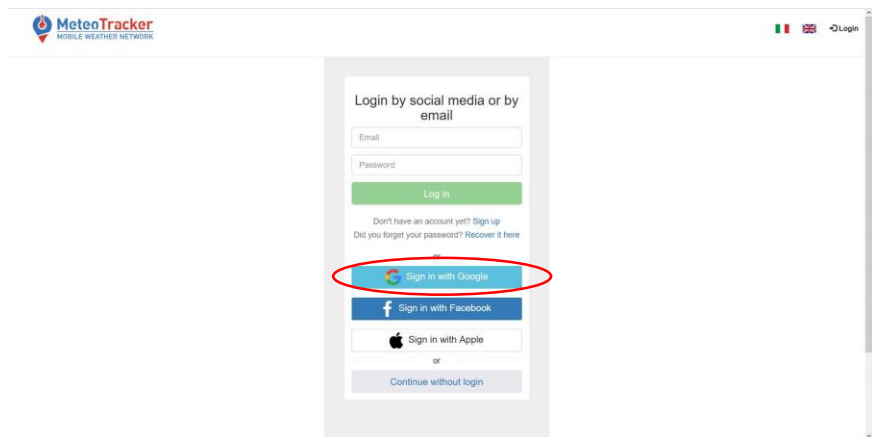 MeteoTracker
MOBILE WEATHER NETWORK
Login
Login by social media or by
email
Email
Password
Log in
Don't have an account yet? Sign up
Did you forget your password? Recover it here
or
Sign in with Google
Sign in with Facebook
Sign in with Apple
or
Continue without login